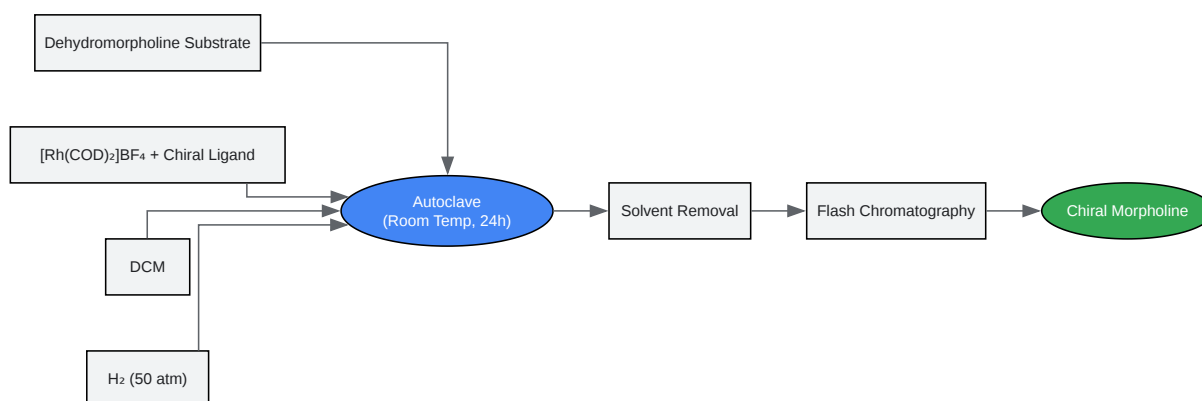 Dehydromorpholine Substrate
[Rh(COD)₂]BF₄ + Chiral Ligand
DCM
H₂ (50 atm)
Autoclave
(Room Temp, 24h)
Solvent Removal
Flash Chromatography
Chiral Morpholine